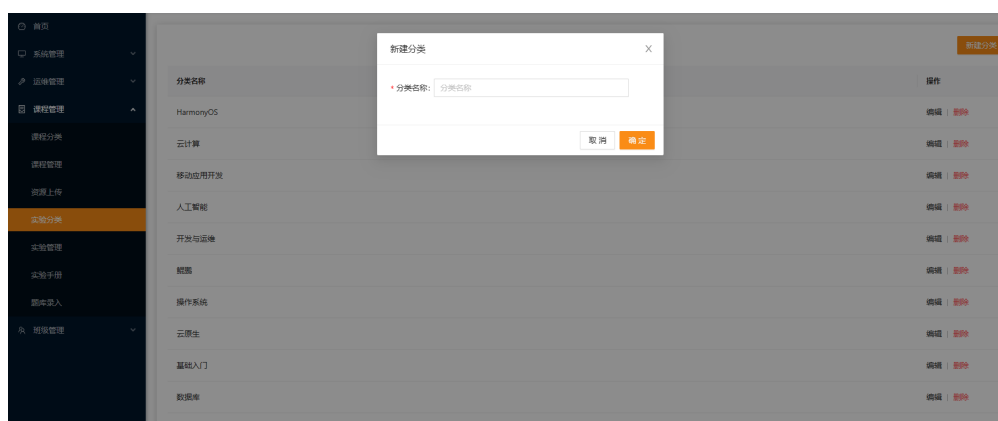 首页
系统管理
运维管理
课程管理
课程分类
课程管理
资源上传
实验分类
实验管理
实验手册
题库录入
班级管理
新建分类
新建分类
* 分类名称: 分类名称
取消 确定
分类名称 操作
HarmonyOS 编辑 | 删除
云计算 编辑 | 删除
移动应用开发 编辑 | 删除
人工智能 编辑 | 删除
开发与运维 编辑 | 删除
鲲鹏 编辑 | 删除
操作系统 编辑 | 删除
云原生 编辑 | 删除
基础入门 编辑 | 删除
数据库 编辑 | 删除